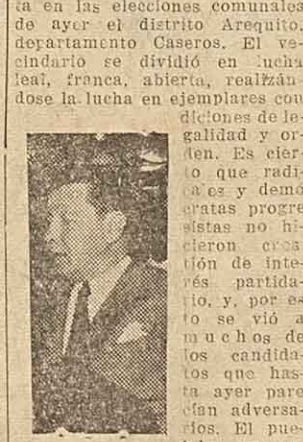 ta en las elecciones comunales
de ayer el distrito Arequito,
departamento Caseros. El ve-
cindario se dividió en lucha
leal, franca, abierta, realizán
dose la lucha en ejemplares con
diciones de le-
galidad y or-
den. Es cier-
to que radi-
cales y demo
cratas progre
sistas no hi-
cieron
tión de inte-
rés partida-
rio, y, por es
to se vió a
muchos de
los candida-
tos que has-
ta ayer pare
cían adversa-
rios. El pue-